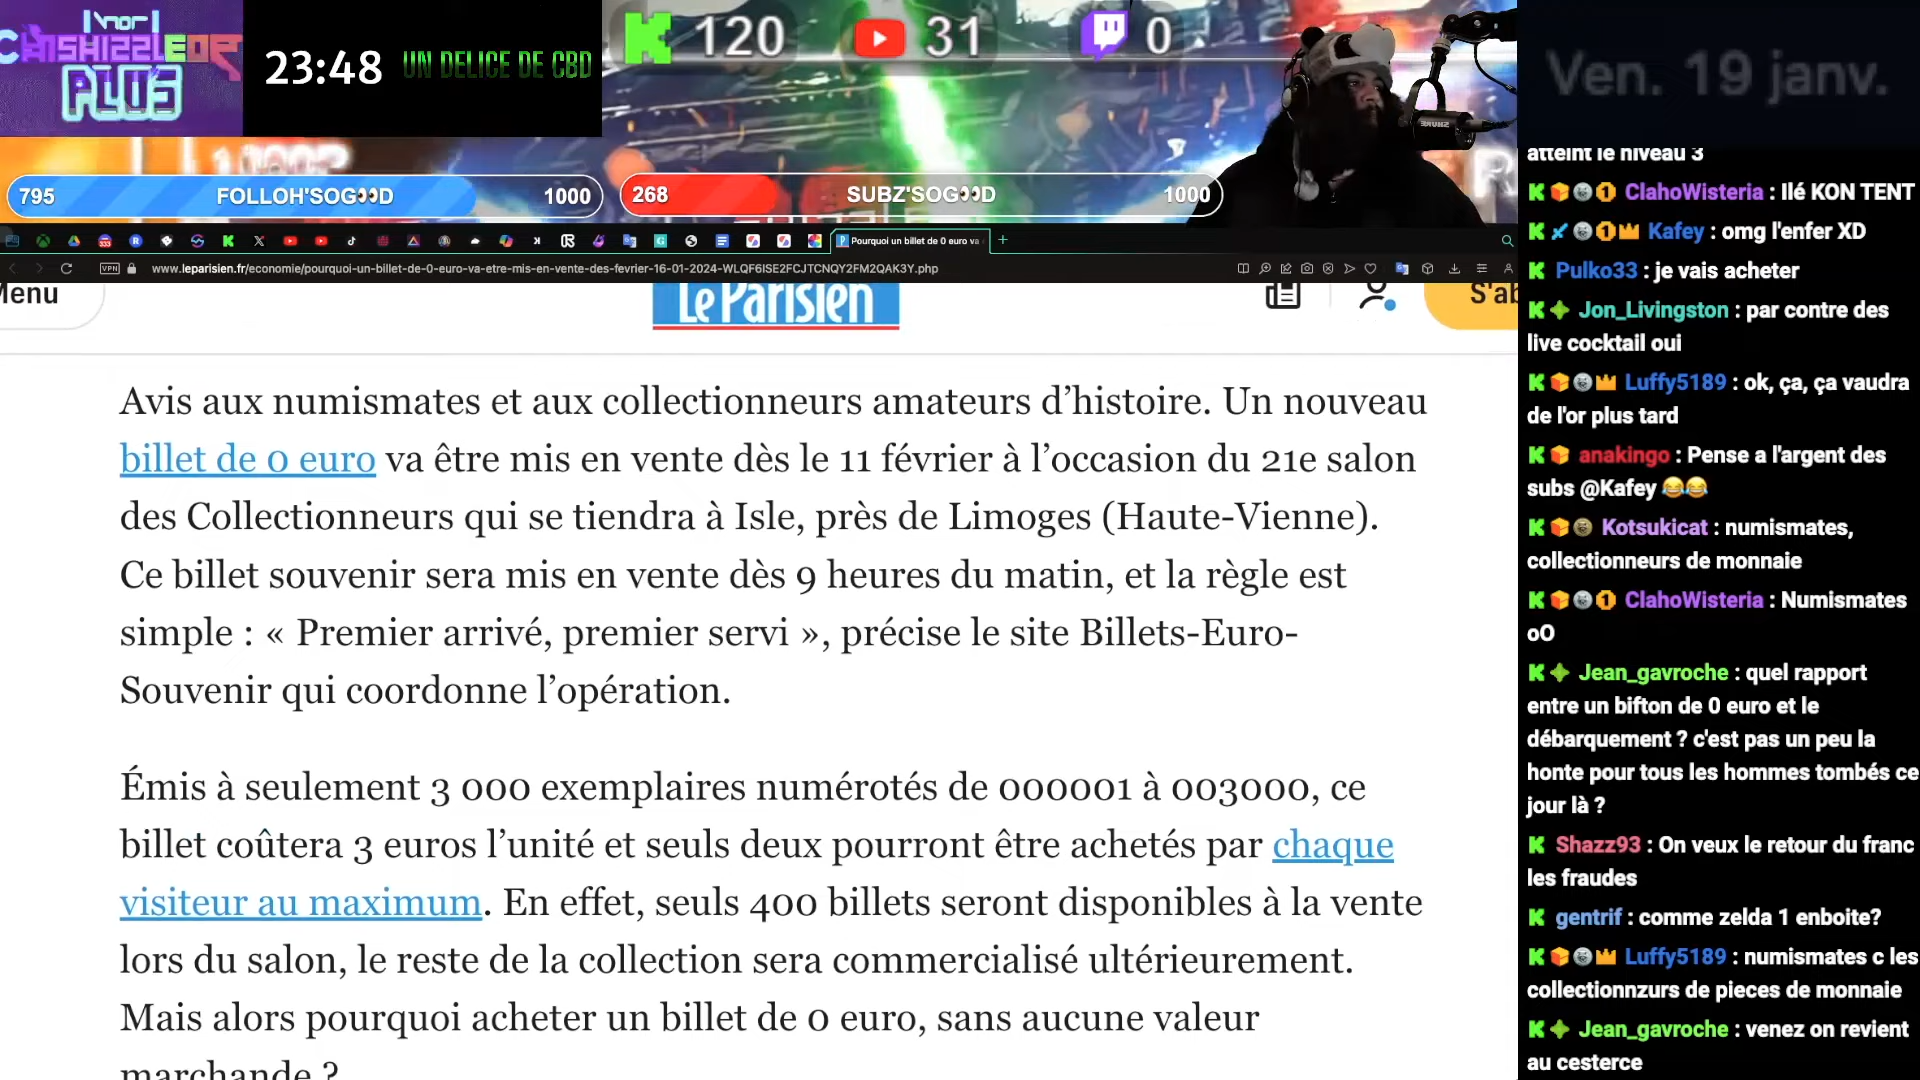 CANSHIZZLEOR
PLUS
23:48 UN DELICE DE CBD
120 31 0
Ven. 19 janv.
795 FOLLOH'SOG👀D 1000
268 SUBZ'SOG👀D 1000
Pourquoi un billet de 0 euro va
VPN www.leparisien.fr/economie/pourquoi-un-billet-de-0-euro-va-etre-mis-en-vente-des-fevrier-16-01-2024-WLQF6ISE2FCJTCNQY2FM2QAK3Y.php
Menu
Le Parisien
S'ab
Avis aux numismates et aux collectionneurs amateurs d’histoire. Un nouveau
billet de 0 euro va être mis en vente dès le 11 février à l’occasion du 21e salon
des Collectionneurs qui se tiendra à Isle, près de Limoges (Haute-Vienne).
Ce billet souvenir sera mis en vente dès 9 heures du matin, et la règle est
simple : « Premier arrivé, premier servi », précise le site Billets-Euro-
Souvenir qui coordonne l’opération.
Émis à seulement 3 000 exemplaires numérotés de 000001 à 003000, ce
billet coûtera 3 euros l’unité et seuls deux pourront être achetés par chaque
visiteur au maximum. En effet, seuls 400 billets seront disponibles à la vente
lors du salon, le reste de la collection sera commercialisé ultérieurement.
Mais alors pourquoi acheter un billet de 0 euro, sans aucune valeur
marchande ?
atteint le niveau 3
ClahoWisteria : Ilé KON TENT
Kafey : omg l'enfer XD
Pulko33 : je vais acheter
Jon_Livingston : par contre des
live cocktail oui
Luffy5189 : ok, ça, ça vaudra
de l'or plus tard
anakingo : Pense a l'argent des
subs @Kafey 😂😂
Kotsukicat : numismates,
collectionneurs de monnaie
ClahoWisteria : Numismates
oO
Jean_gavroche : quel rapport
entre un bifton de 0 euro et le
débarquement ? c'est pas un peu la
honte pour tous les hommes tombés ce
jour là ?
Shazz93 : On veux le retour du franc
les fraudes
gentrif : comme zelda 1 enboite?
Luffy5189 : numismates c les
collectionnzurs de pieces de monnaie
Jean_gavroche : venez on revient
au cesterce